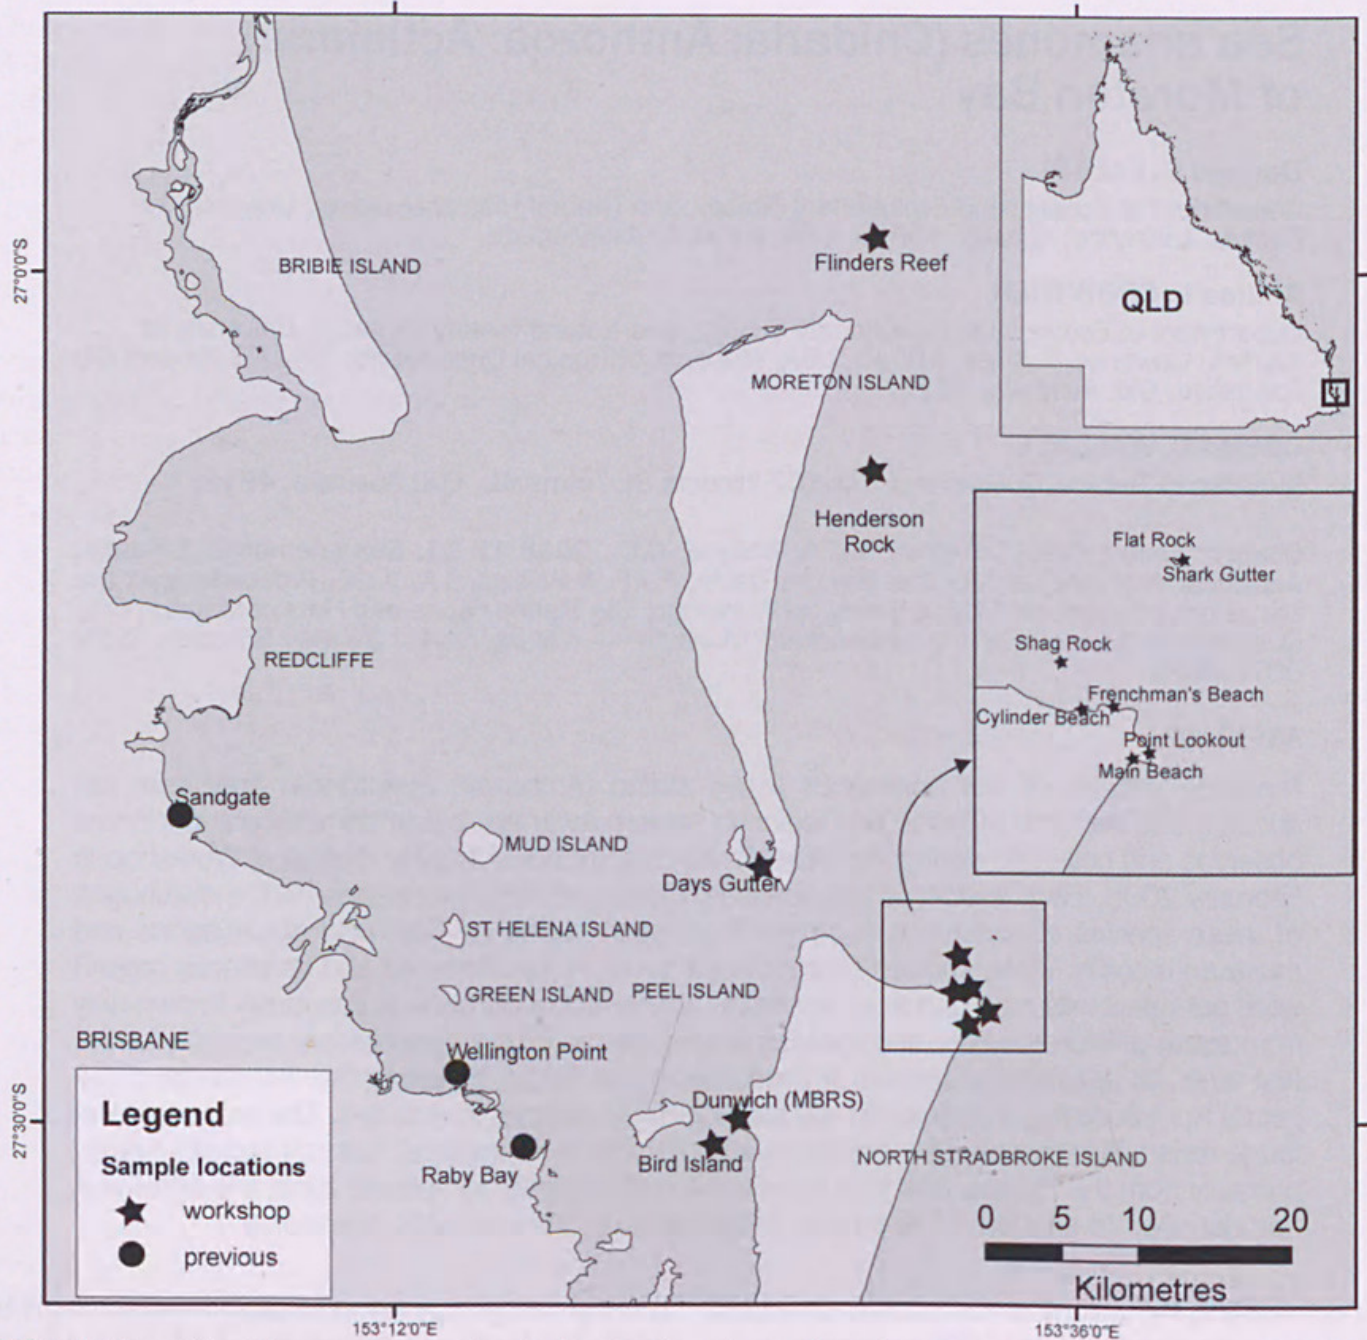 BRIBIE ISLAND
Flinders Reef
27°0'0"S
QLD
MORETON ISLAND
Henderson
Rock
Flat Rock
Shark Gutter
Shag Rock
Frenchman's Beach
Cylinder Beach
Point Lookout
Main Beach
REDCLIFFE
Sandgate
MUD ISLAND
Days Gutter
ST HELENA ISLAND
GREEN ISLAND
PEEL ISLAND
BRISBANE
Wellington Point
Dunwich (MBRS)
27°30'0"S
Raby Bay
Bird Island
NORTH STRADBROKE ISLAND
Legend
Sample locations
workshop
previous
0 5 10 20
Kilometres
153°12'0"E
153°36'0"E